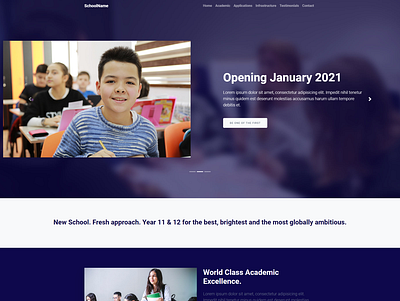 SchoolName
Home Academic Applications Infrastructure Testimonials Contact
Opening January 2021
Lorem ipsum dolor sit amet, consectetur adipisicing elit. Impedit nihil tenetur
minus quidem est deserunt molestias accusamus harum ullam tempore
debitis.
BE ONE OF THE FIRST
New School. Fresh approach. Year 11 & 12 for the best, brightest and the most globally ambitious.
World Class Academic
Excellence.
Lorem ipsum dolor sit amet, consectetur adipisicing elit.